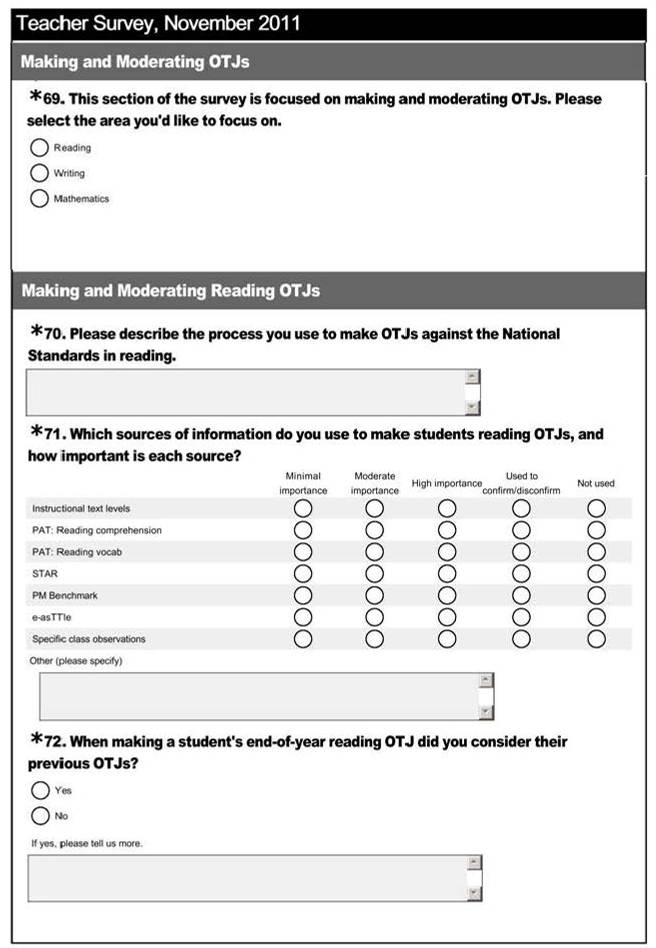 Teacher Survey, November 2011
Making and Moderating OTJs
*69. This section of the survey is focused on making and moderating OTJs. Please
select the area you'd like to focus on.
Reading
Writing
Mathematics
Making and Moderating Reading OTJs
*70. Please describe the process you use to make OTJs against the National
Standards in reading.
*71. Which sources of information do you use to make students reading OTJs, and
how important is each source?
Minimal importance Moderate importance High importance Used to confirm/disconfirm Not used
Instructional text levels
PAT: Reading comprehension
PAT: Reading vocab
STAR
PM Benchmark
e-asTTle
Specific class observations
Other (please specify)
*72. When making a student's end-of-year reading OTJ did you consider their
previous OTJs?
Yes
No
If yes, please tell us more.